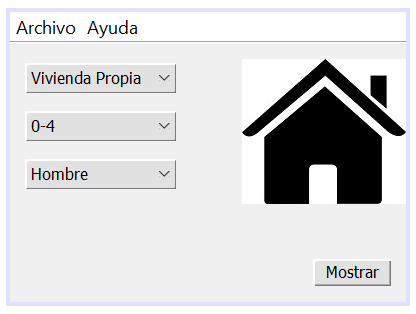 Archivo Ayuda
Vivienda Propia
0-4
Hombre
Mostrar